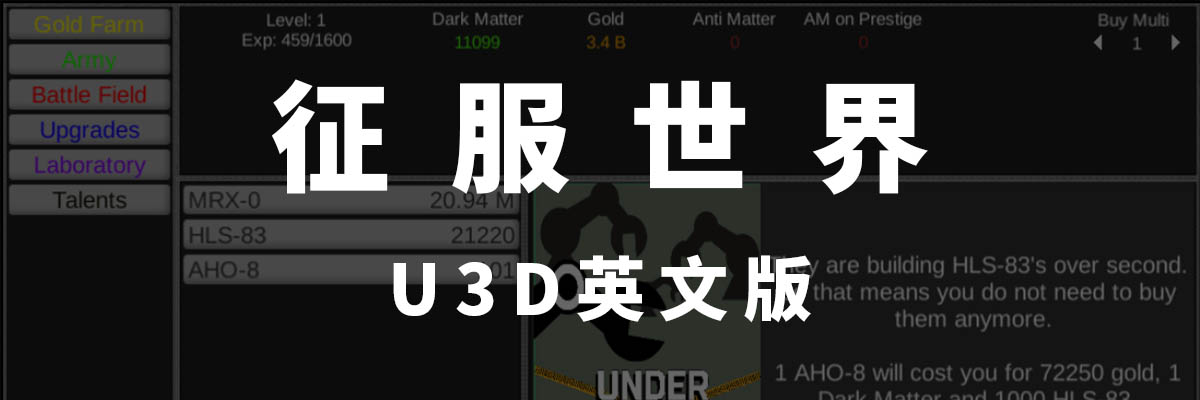 Gold Farm
Army
Battle Field
Upgrades
Laboratory
Talents
Level: 1
Exp: 459/1600
Dark Matter
11099
Gold
3.4 B
Anti Matter
0
AM on Prestige
0
Buy Multi
1
征服世界
U3D英文版
MRX-0 20.94 M
HLS-83 21220
AHO-8 01
UNDER
are building HLS-83's over second.
that means you do not need to buy
them anymore.
1 AHO-8 will cost you for 72250 gold, 1
Dark Matter and 1000 HLS-83